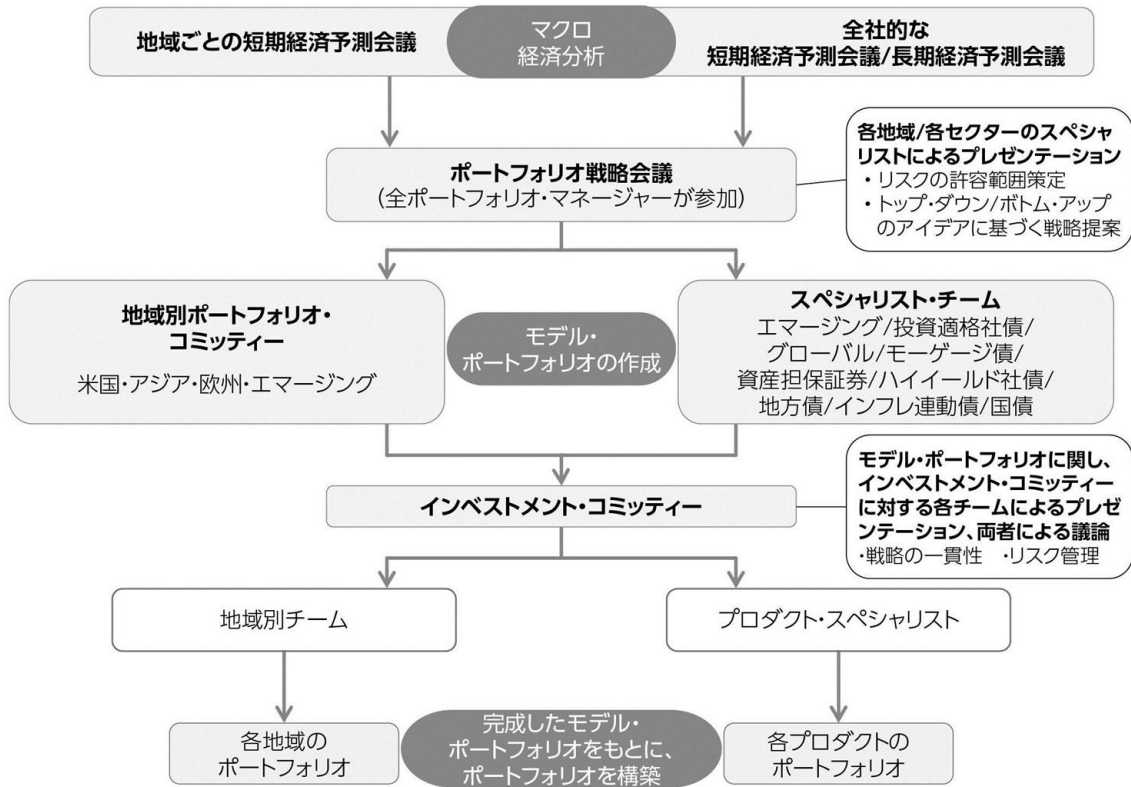 地域ごとの短期経済予測会議
マクロ
経済分析
全社的な
短期経済予測会議/長期経済予測会議
各地域/各セクターのスペシャ
リストによるプレゼンテーション
・リスクの許容範囲策定
・トップ・ダウン/ボトム・アップ
のアイデアに基づく戦略提案
ポートフォリオ戦略会議
(全ポートフォリオ・マネージャーが参加)
地域別ポートフォリオ・
コミッティー
米国・アジア・欧州・エマージング
モデル・
ポートフォリオの作成
スペシャリスト・チーム
エマージング/投資適格社債/
グローバル/モーゲージ債/
資産担保証券/ハイイールド社債/
地方債/インフレ連動債/国債
モデル・ポートフォリオに関し、
インベストメント・コミッティー
に対する各チームによるプレゼ
ンテーション、両者による議論
・戦略の一貫性　・リスク管理
インベストメント・コミッティー
地域別チーム
プロダクト・スペシャリスト
各地域の
ポートフォリオ
完成したモデル・
ポートフォリオをもとに、
ポートフォリオを構築
各プロダクトの
ポートフォリオ